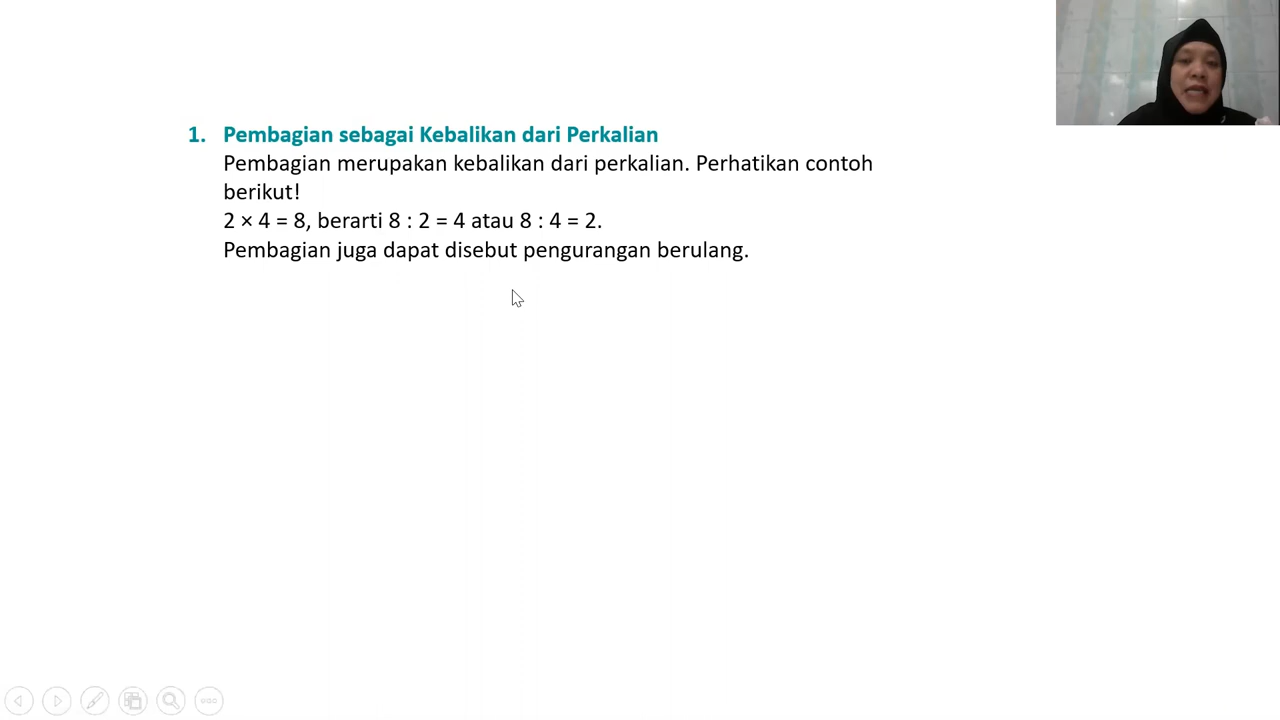 1. Pembagian sebagai Kebalikan dari Perkalian
Pembagian merupakan kebalikan dari perkalian. Perhatikan contoh
berikut!
2 × 4 = 8, berarti 8 : 2 = 4 atau 8 : 4 = 2.
Pembagian juga dapat disebut pengurangan berulang.